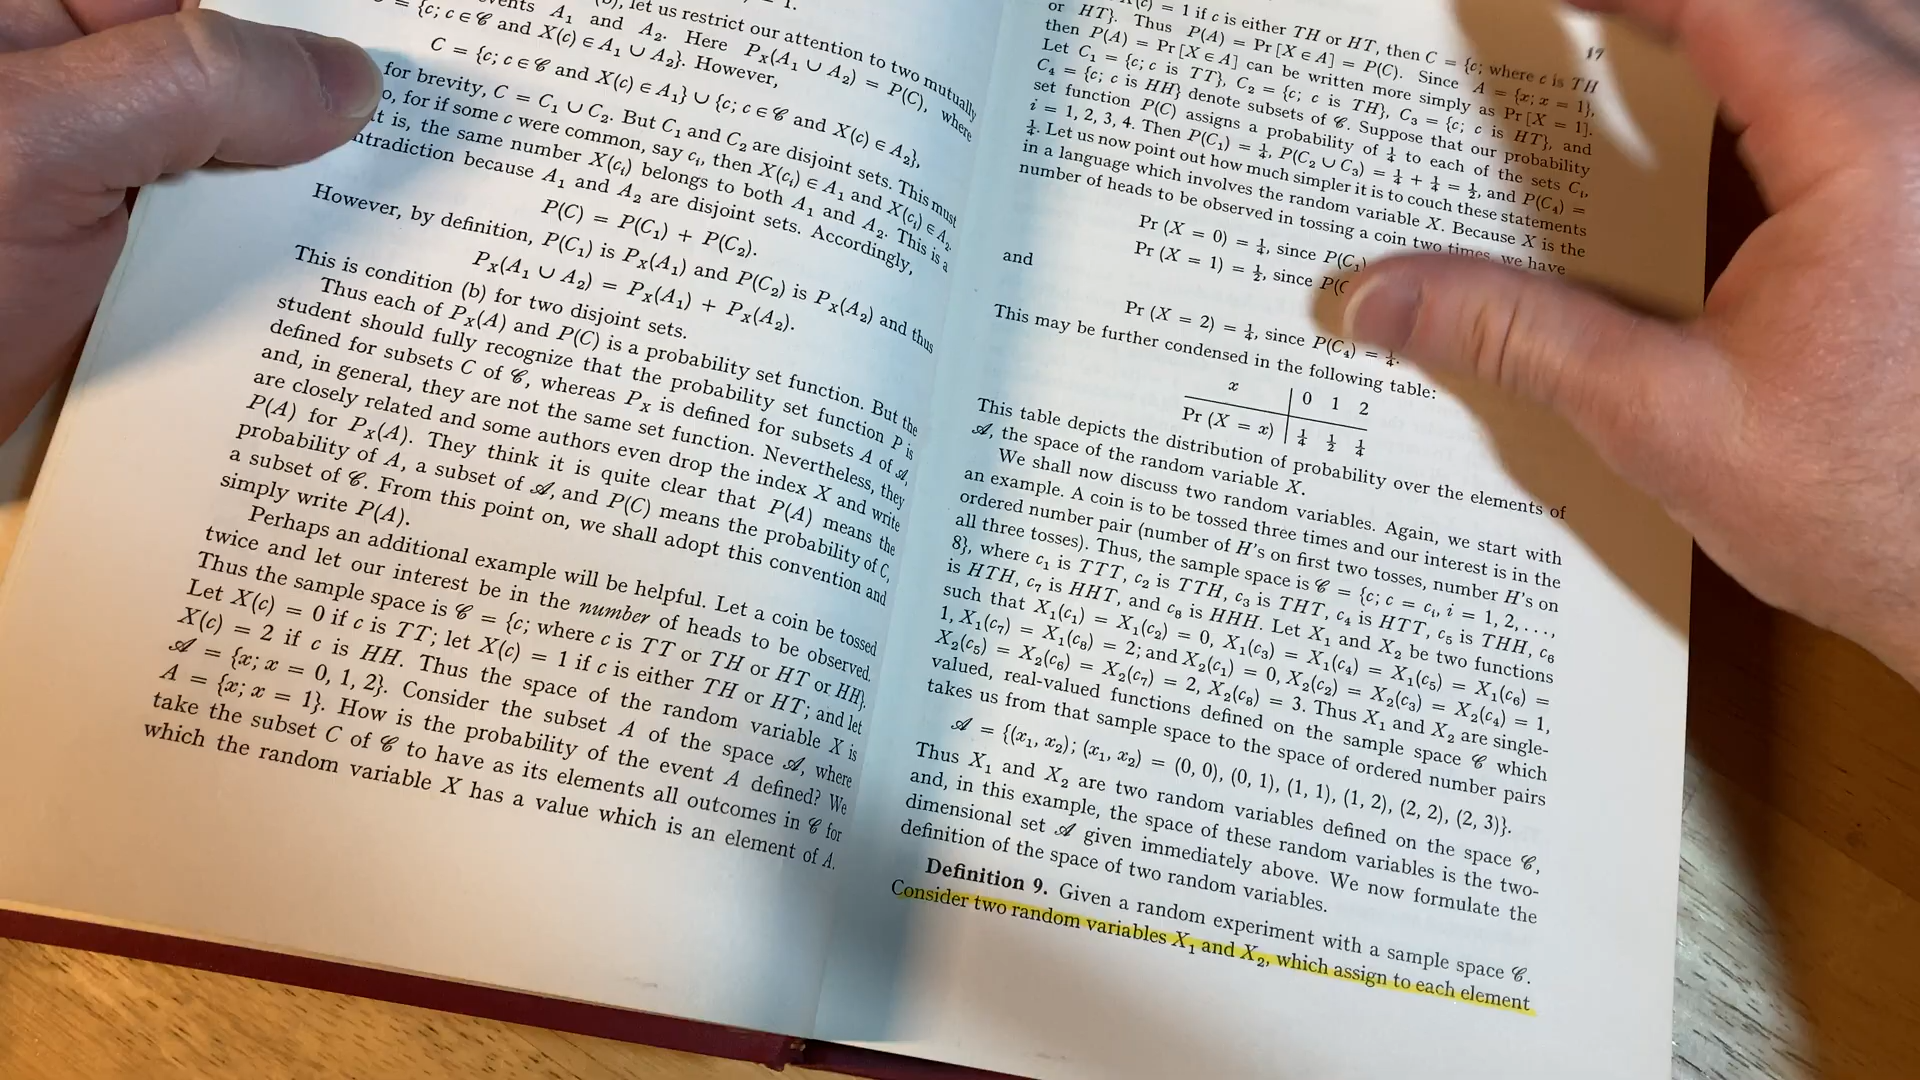 let us restrict our attention to two mutually
events A₁ and A₂. Here P_X(A₁ ∪ A₂) = P(C), where
= {c; c ∈ 𝒞 and X(c) ∈ A₁ ∪ A₂}. However,
C = {c; c ∈ 𝒞 and X(c) ∈ A₁} ∪ {c; c ∈ 𝒞 and X(c) ∈ A₂},
for brevity, C = C₁ ∪ C₂. But C₁ and C₂ are disjoint sets. This must
o, for if some c were common, say cᵢ, then X(cᵢ) ∈ A₁ and X(cᵢ) ∈ A₂.
is, the same number X(cᵢ) belongs to both A₁ and A₂. This is a
ntradiction because A₁ and A₂ are disjoint sets. Accordingly,
P(C) = P(C₁) + P(C₂).
However, by definition, P(C₁) is P_X(A₁) and P(C₂) is P_X(A₂) and thus
P_X(A₁ ∪ A₂) = P_X(A₁) + P_X(A₂).
This is condition (b) for two disjoint sets.
Thus each of P_X(A) and P(C) is a probability set function. But the
student should fully recognize that the probability set function P is
defined for subsets C of 𝒞, whereas P_X is defined for subsets A of 𝒜,
and, in general, they are not the same set function. Nevertheless, they
are closely related and some authors even drop the index X and write
P(A) for P_X(A). They think it is quite clear that P(A) means the
probability of A, a subset of 𝒜, and P(C) means the probability of C,
a subset of 𝒞. From this point on, we shall adopt this convention and
simply write P(A).
Perhaps an additional example will be helpful. Let a coin be tossed
twice and let our interest be in the number of heads to be observed.
Thus the sample space is 𝒞 = {c; where c is TT or TH or HT or HH}.
Let X(c) = 0 if c is TT; let X(c) = 1 if c is either TH or HT; and let
X(c) = 2 if c is HH. Thus the space of the random variable X is
𝒜 = {x; x = 0, 1, 2}. Consider the subset A of the space 𝒜, where
A = {x; x = 1}. How is the probability of the event A defined? We
take the subset C of 𝒞 to have as its elements all outcomes in 𝒞 for
which the random variable X has a value which is an element of A.
17
X(c) = 1 if c is either TH or HT, then C = {c; where c is TH
or HT}. Thus P(A) = Pr [X ∈ A] = P(C). Since A = {x; x = 1},
then P(A) = Pr [X ∈ A] can be written more simply as Pr [X = 1].
Let C₁ = {c; c is TT}, C₂ = {c; c is TH}, C₃ = {c; c is HT}, and
C₄ = {c; c is HH} denote subsets of 𝒞. Suppose that our probability
set function P(C) assigns a probability of ¼ to each of the sets Cᵢ,
i = 1, 2, 3, 4. Then P(C₁) = ¼, P(C₂ ∪ C₃) = ¼ + ¼ = ½, and P(C₄) =
¼. Let us now point out how much simpler it is to couch these statements
in a language which involves the random variable X. Because X is the
number of heads to be observed in tossing a coin two times, we have
Pr (X = 0) = ¼, since P(C₁)
Pr (X = 1) = ½, since P(C
and
Pr (X = 2) = ¼, since P(C₄) = ¼.
This may be further condensed in the following table:
x | 0 1 2
Pr (X = x) | ¼ ½ ¼
This table depicts the distribution of probability over the elements of
𝒜, the space of the random variable X.
We shall now discuss two random variables. Again, we start with
an example. A coin is to be tossed three times and our interest is in the
ordered number pair (number of H's on first two tosses, number H's on
all three tosses). Thus, the sample space is 𝒞 = {c; c = cᵢ, i = 1, 2, . . .,
8}, where c₁ is TTT, c₂ is TTH, c₃ is THT, c₄ is HTT, c₅ is THH, c₆
is HTH, c₇ is HHT, and c₈ is HHH. Let X₁ and X₂ be two functions
such that X₁(c₁) = X₁(c₂) = 0, X₁(c₃) = X₁(c₄) = X₁(c₅) = X₁(c₆) =
1, X₁(c₇) = X₁(c₈) = 2; and X₂(c₁) = 0, X₂(c₂) = X₂(c₃) = X₂(c₄) = 1,
X₂(c₅) = X₂(c₆) = X₂(c₇) = 2, X₂(c₈) = 3. Thus X₁ and X₂ are single-
valued, real-valued functions defined on the sample space 𝒞 which
takes us from that sample space to the space of ordered number pairs
𝒜 = {(x₁, x₂); (x₁, x₂) = (0, 0), (0, 1), (1, 1), (1, 2), (2, 2), (2, 3)}.
Thus X₁ and X₂ are two random variables defined on the space 𝒞,
and, in this example, the space of these random variables is the two-
dimensional set 𝒜 given immediately above. We now formulate the
definition of the space of two random variables.
Definition 9. Given a random experiment with a sample space 𝒞.
Consider two random variables X₁ and X₂, which assign to each element